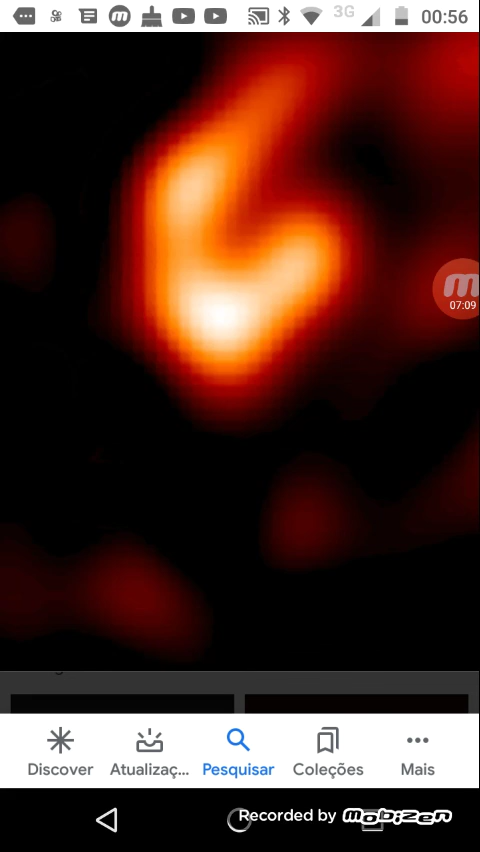 3G 00:56
07:09
Discover Atualizaç... Pesquisar Coleções Mais
Recorded by Mobizen